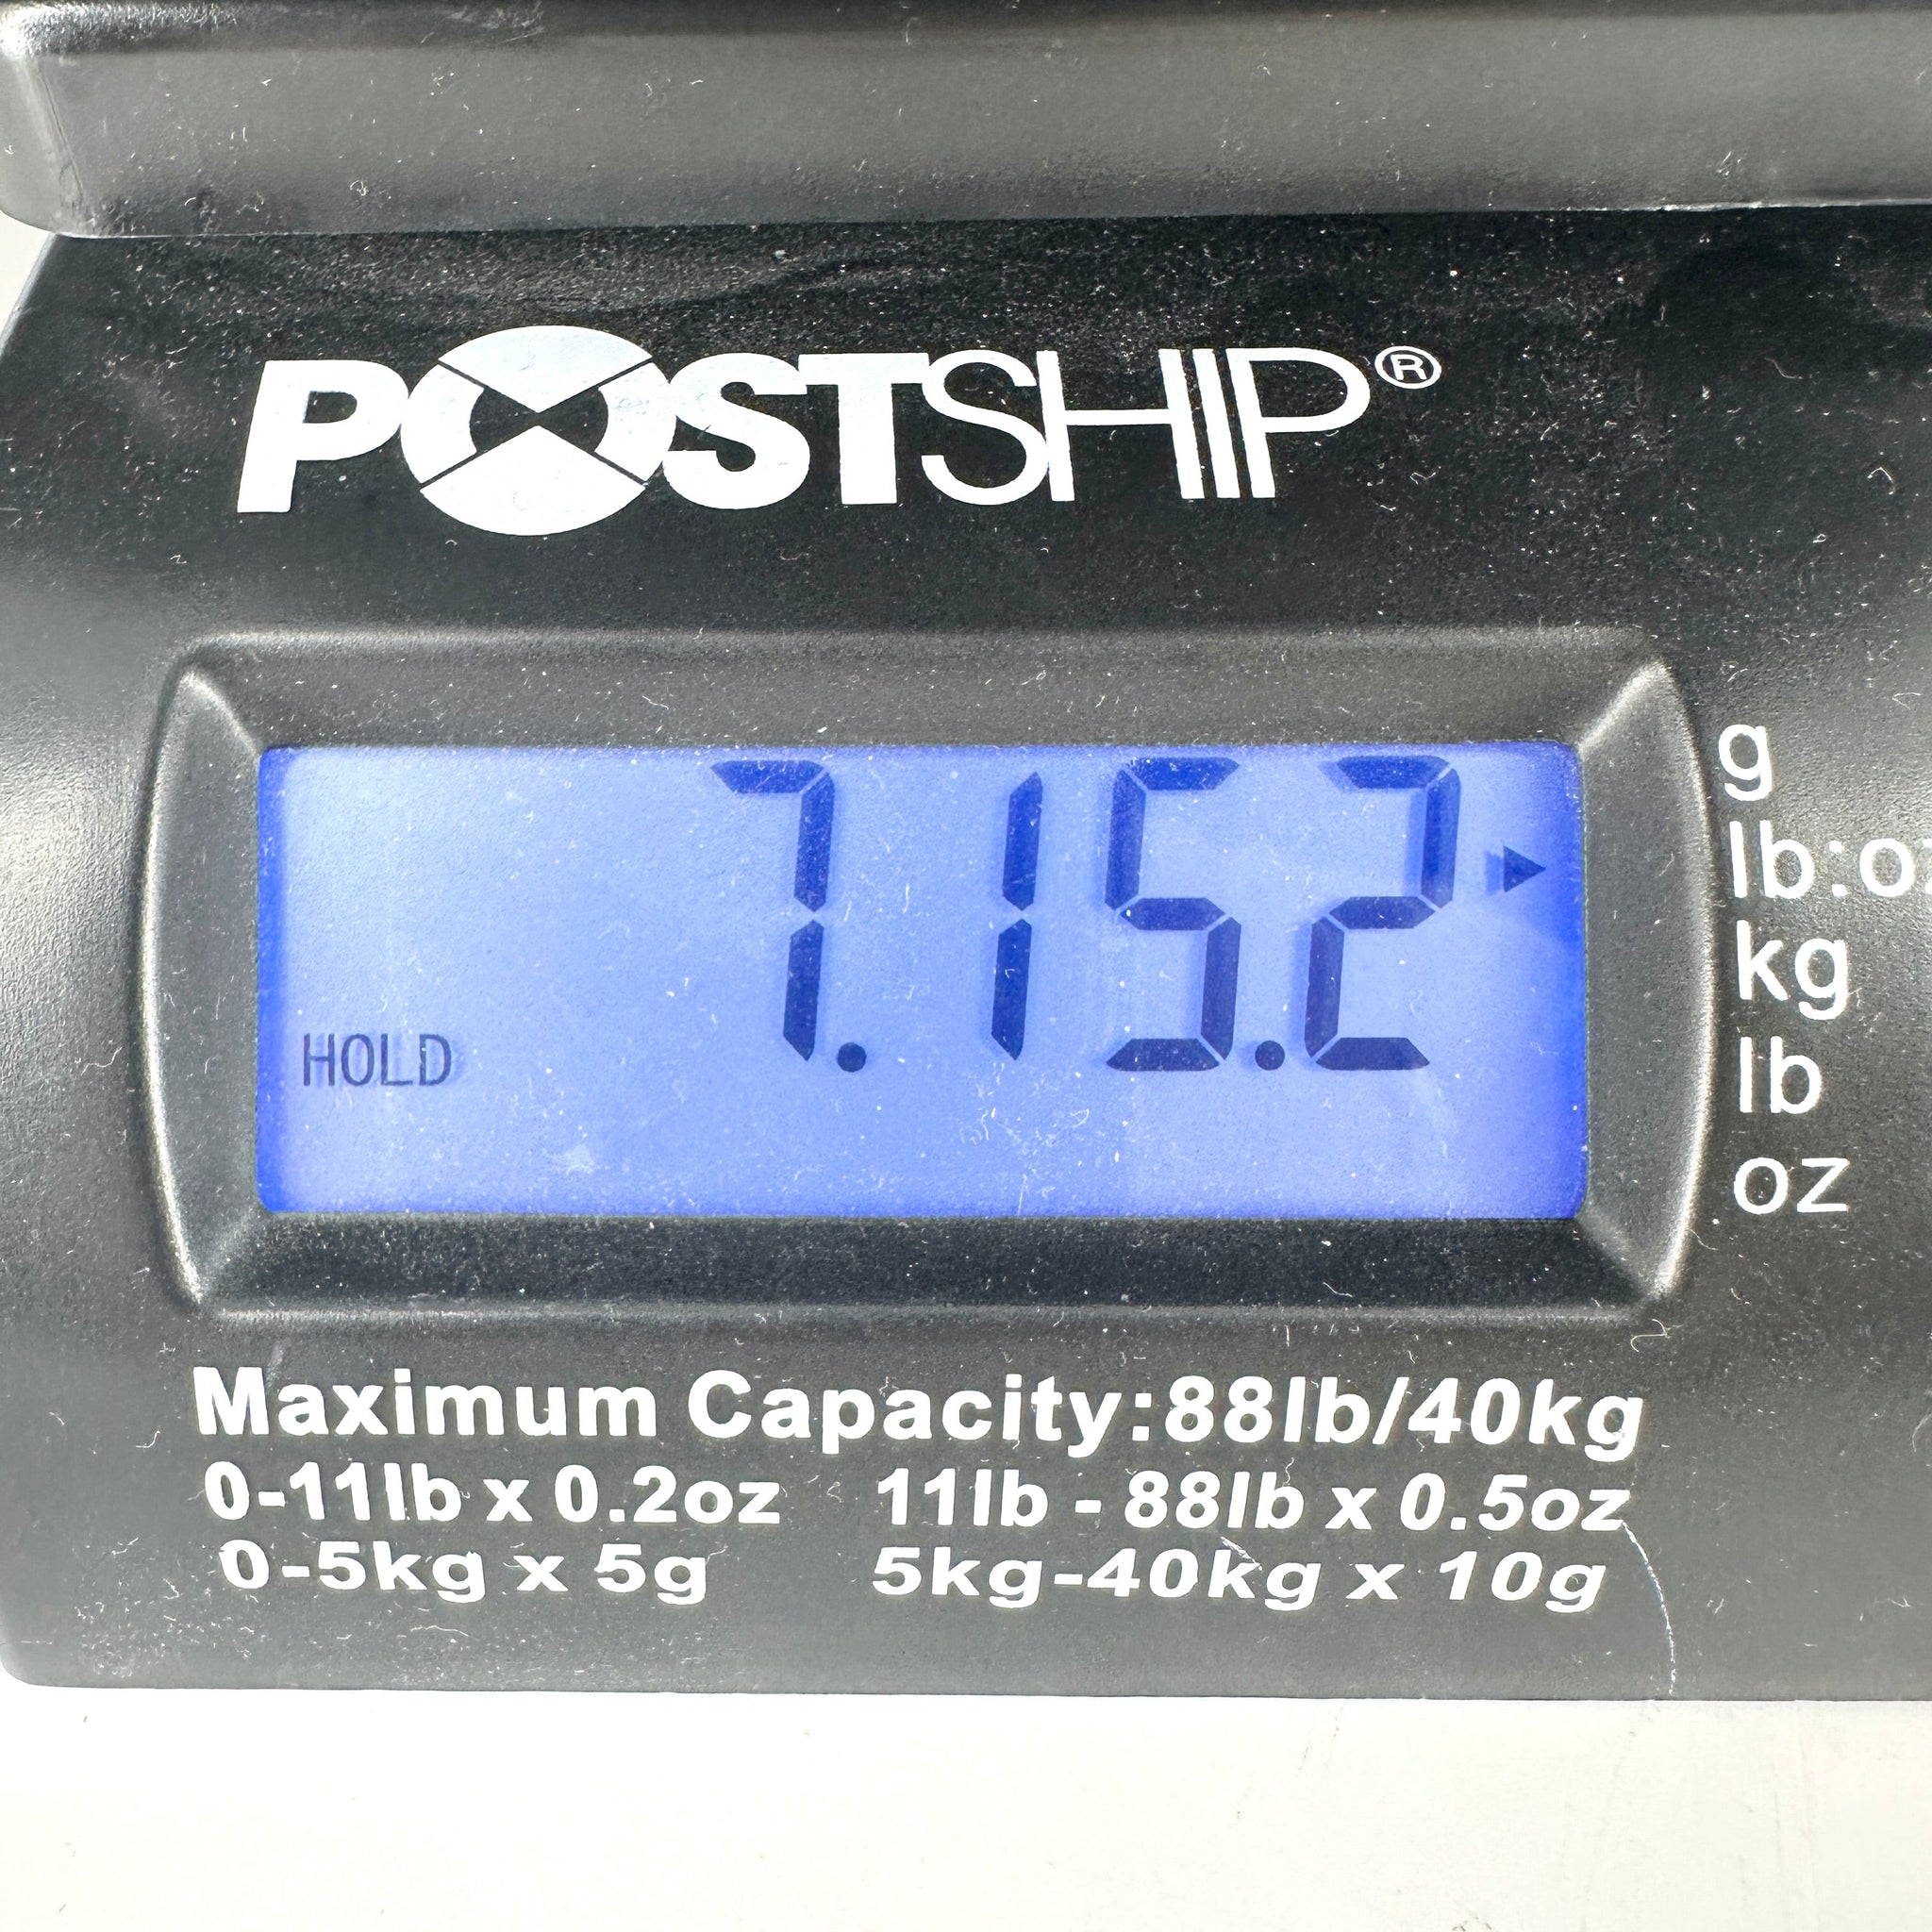 POSTSHIP®
7.15.2
HOLD
g
lb:oz
kg
lb
oz
Maximum Capacity:88lb/40kg
0-11lb x 0.2oz 11lb - 88lb x 0.5oz
0-5kg x 5g 5kg-40kg x 10g